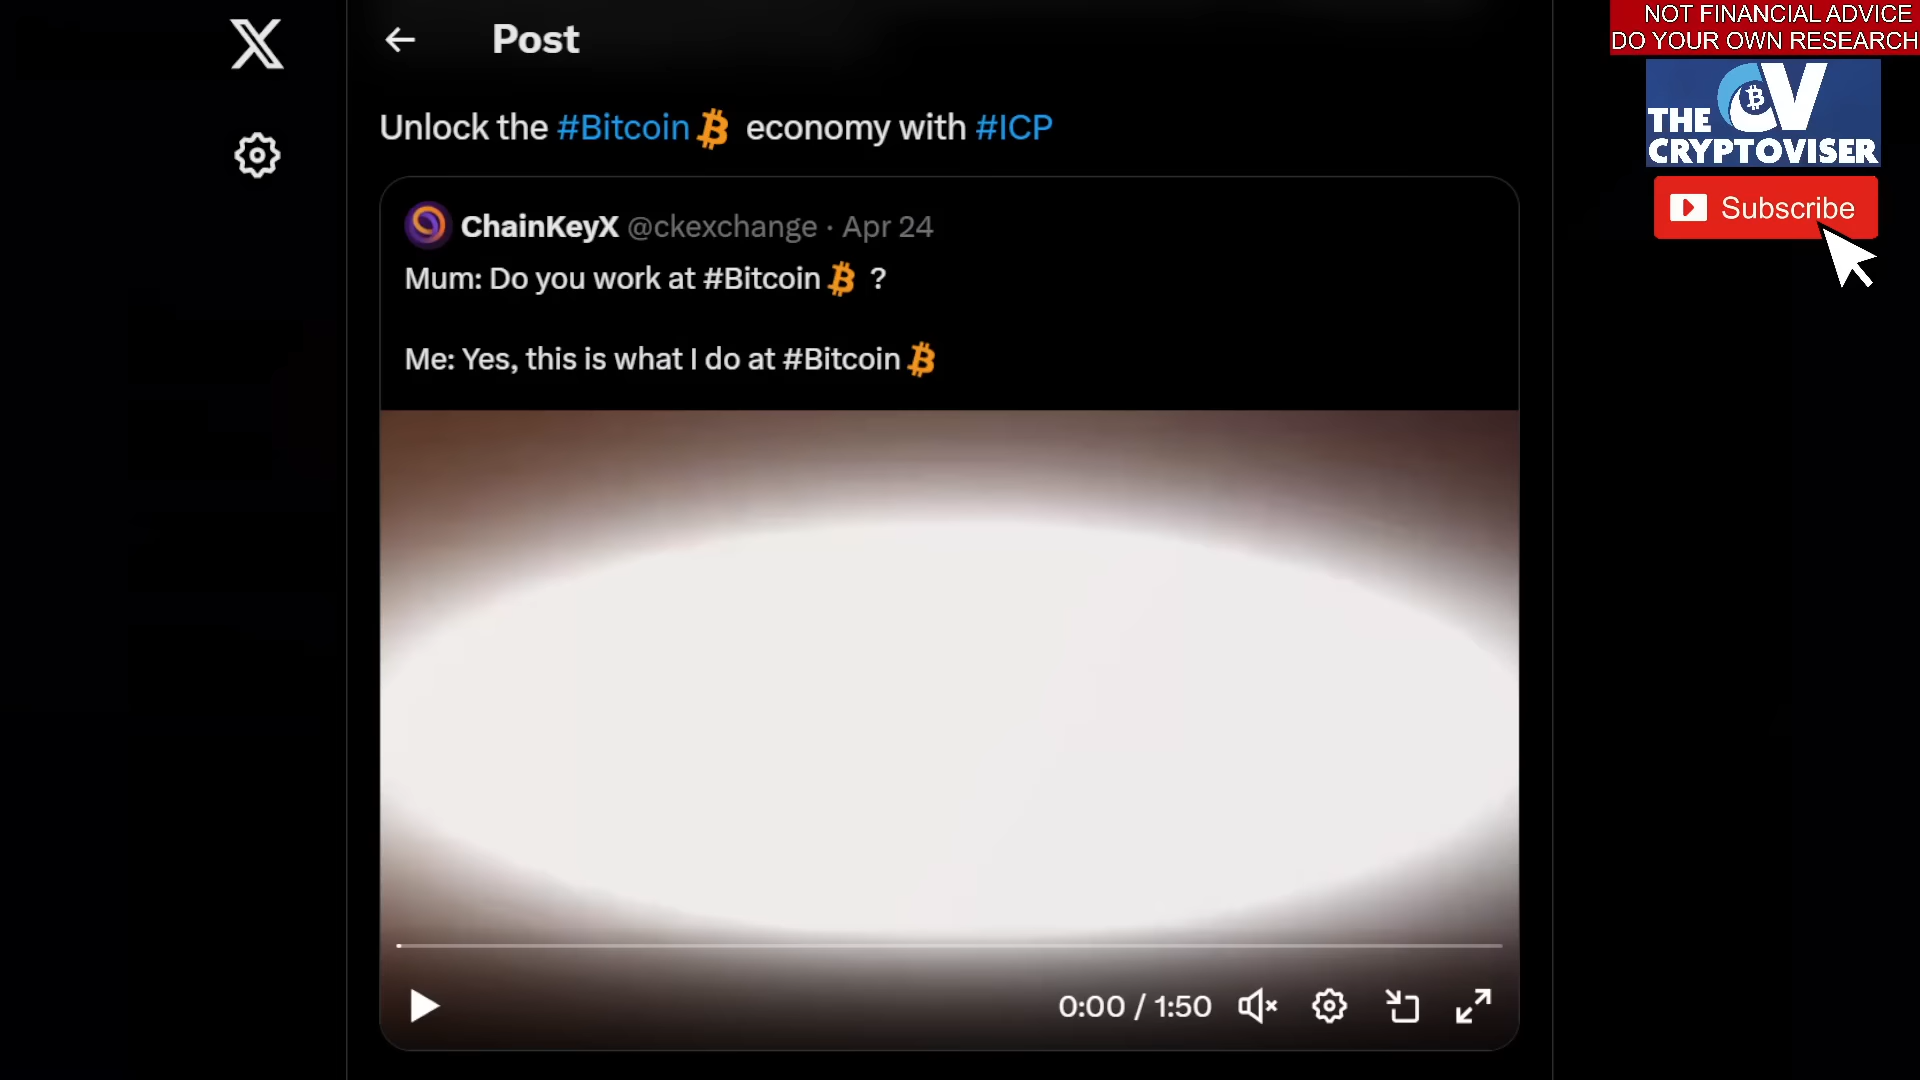 NOT FINANCIAL ADVICE
DO YOUR OWN RESEARCH
Post
Unlock the #Bitcoin economy with #ICP
THE CV
CRYPTOVISER
Subscribe
ChainKeyX @ckexchange · Apr 24
Mum: Do you work at #Bitcoin ?
Me: Yes, this is what I do at #Bitcoin
0:00 / 1:50